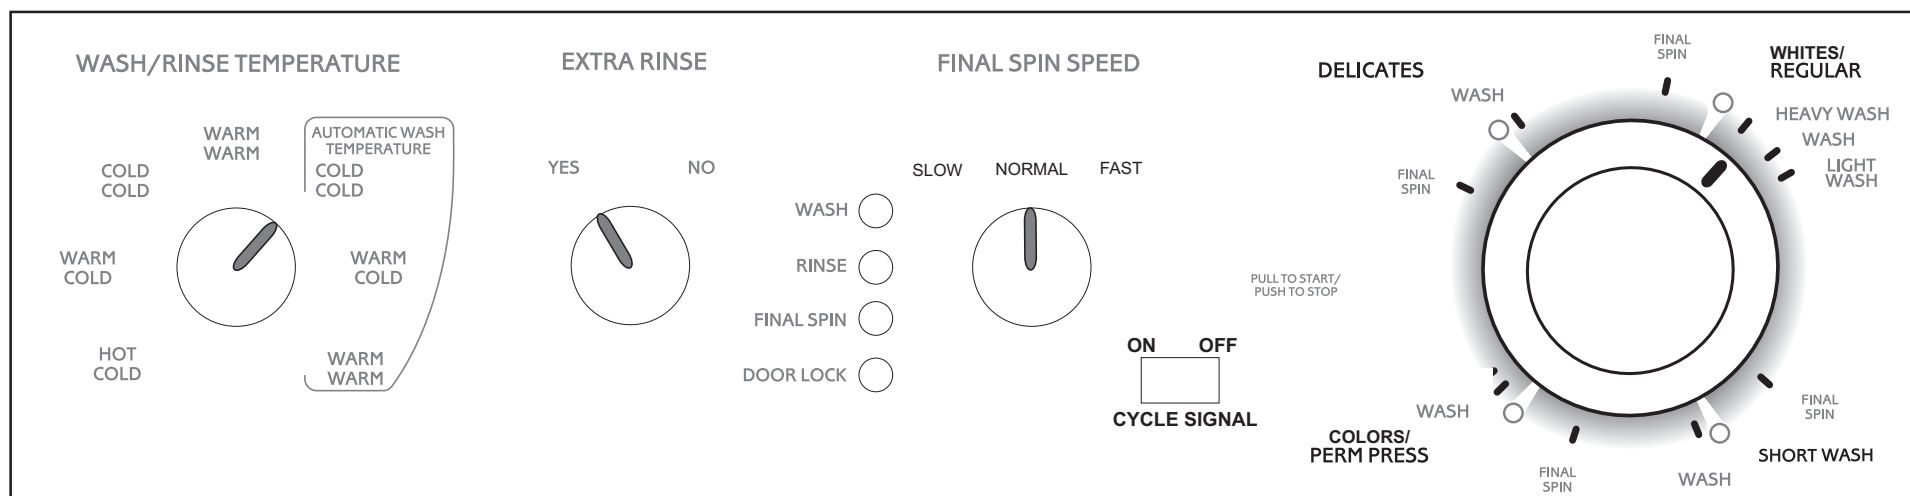 WASH/RINSE TEMPERATURE
WARM
WARM
AUTOMATIC WASH
TEMPERATURE
COLD
COLD
COLD
COLD
WARM
COLD
WARM
COLD
HOT
COLD
WARM
WARM
EXTRA RINSE
YES
NO
WASH
RINSE
FINAL SPIN
DOOR LOCK
FINAL SPIN SPEED
SLOW
NORMAL
FAST
ON
OFF
CYCLE SIGNAL
PULL TO START/
PUSH TO STOP
DELICATES
WASH
FINAL
SPIN
FINAL
SPIN
WHITES/
REGULAR
HEAVY WASH
WASH
LIGHT
WASH
FINAL
SPIN
SHORT WASH
WASH
FINAL
SPIN
COLORS/
PERM PRESS
WASH